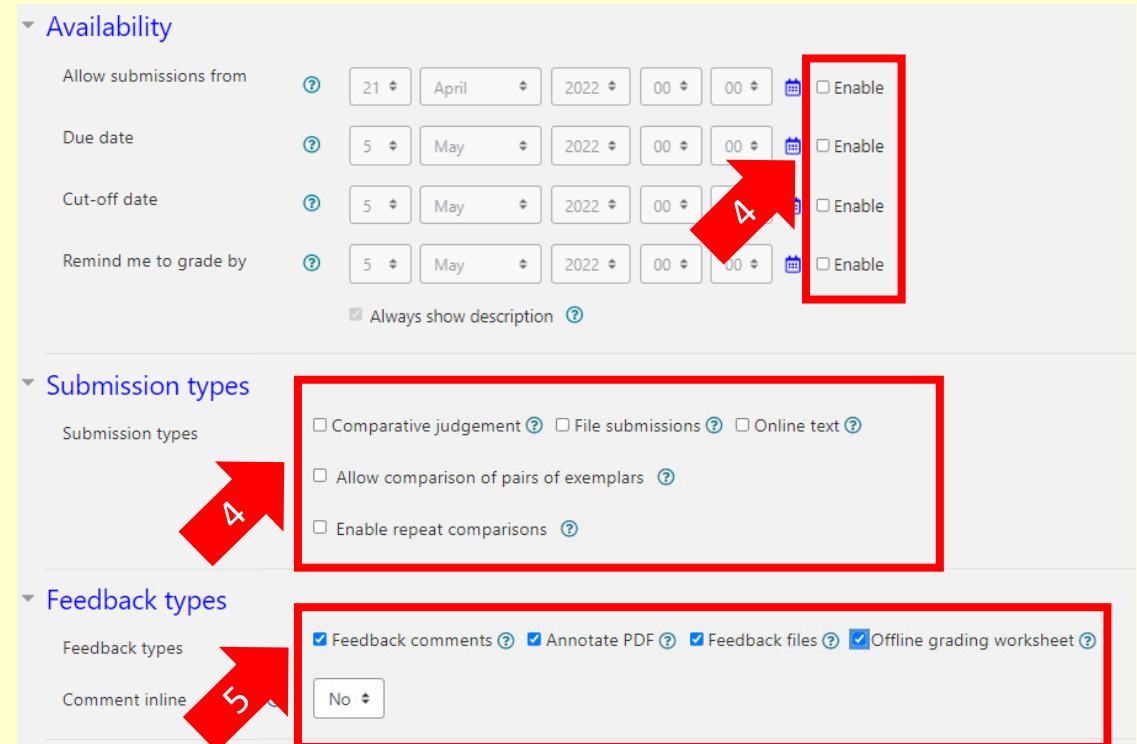 Availability
Allow submissions from 21 April 2022 00 00 Enable
Due date 5 May 2022 00 00 Enable
Cut-off date 5 May 2022 00 Enable
4
Remind me to grade by 5 May 2022 00 00 Enable
Always show description
Submission types
Submission types Comparative judgement File submissions Online text
Allow comparison of pairs of exemplars
4
Enable repeat comparisons
Feedback types
Feedback types Feedback comments Annotate PDF Feedback files Offline grading worksheet
Comment inline No
5